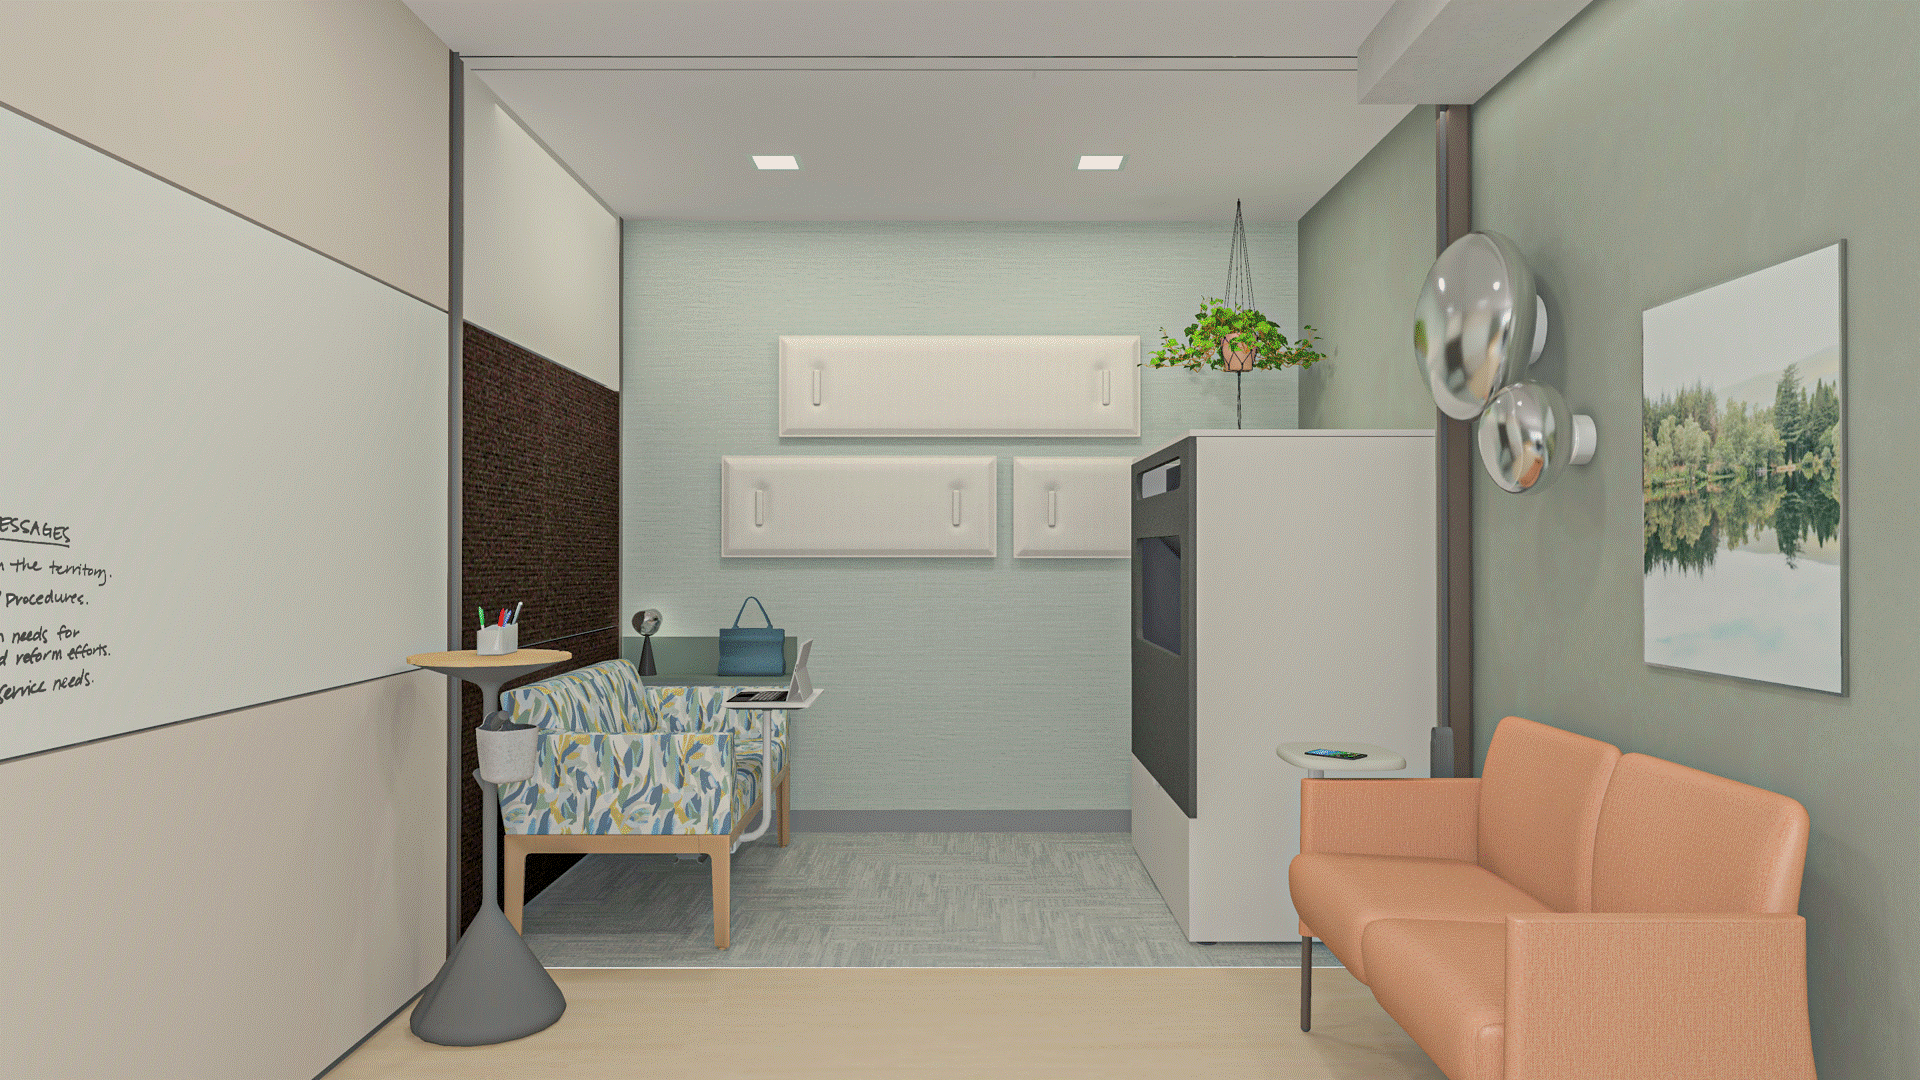 ESSAGES
the territory.
Procedures.
needs for
reform efforts.
service needs.